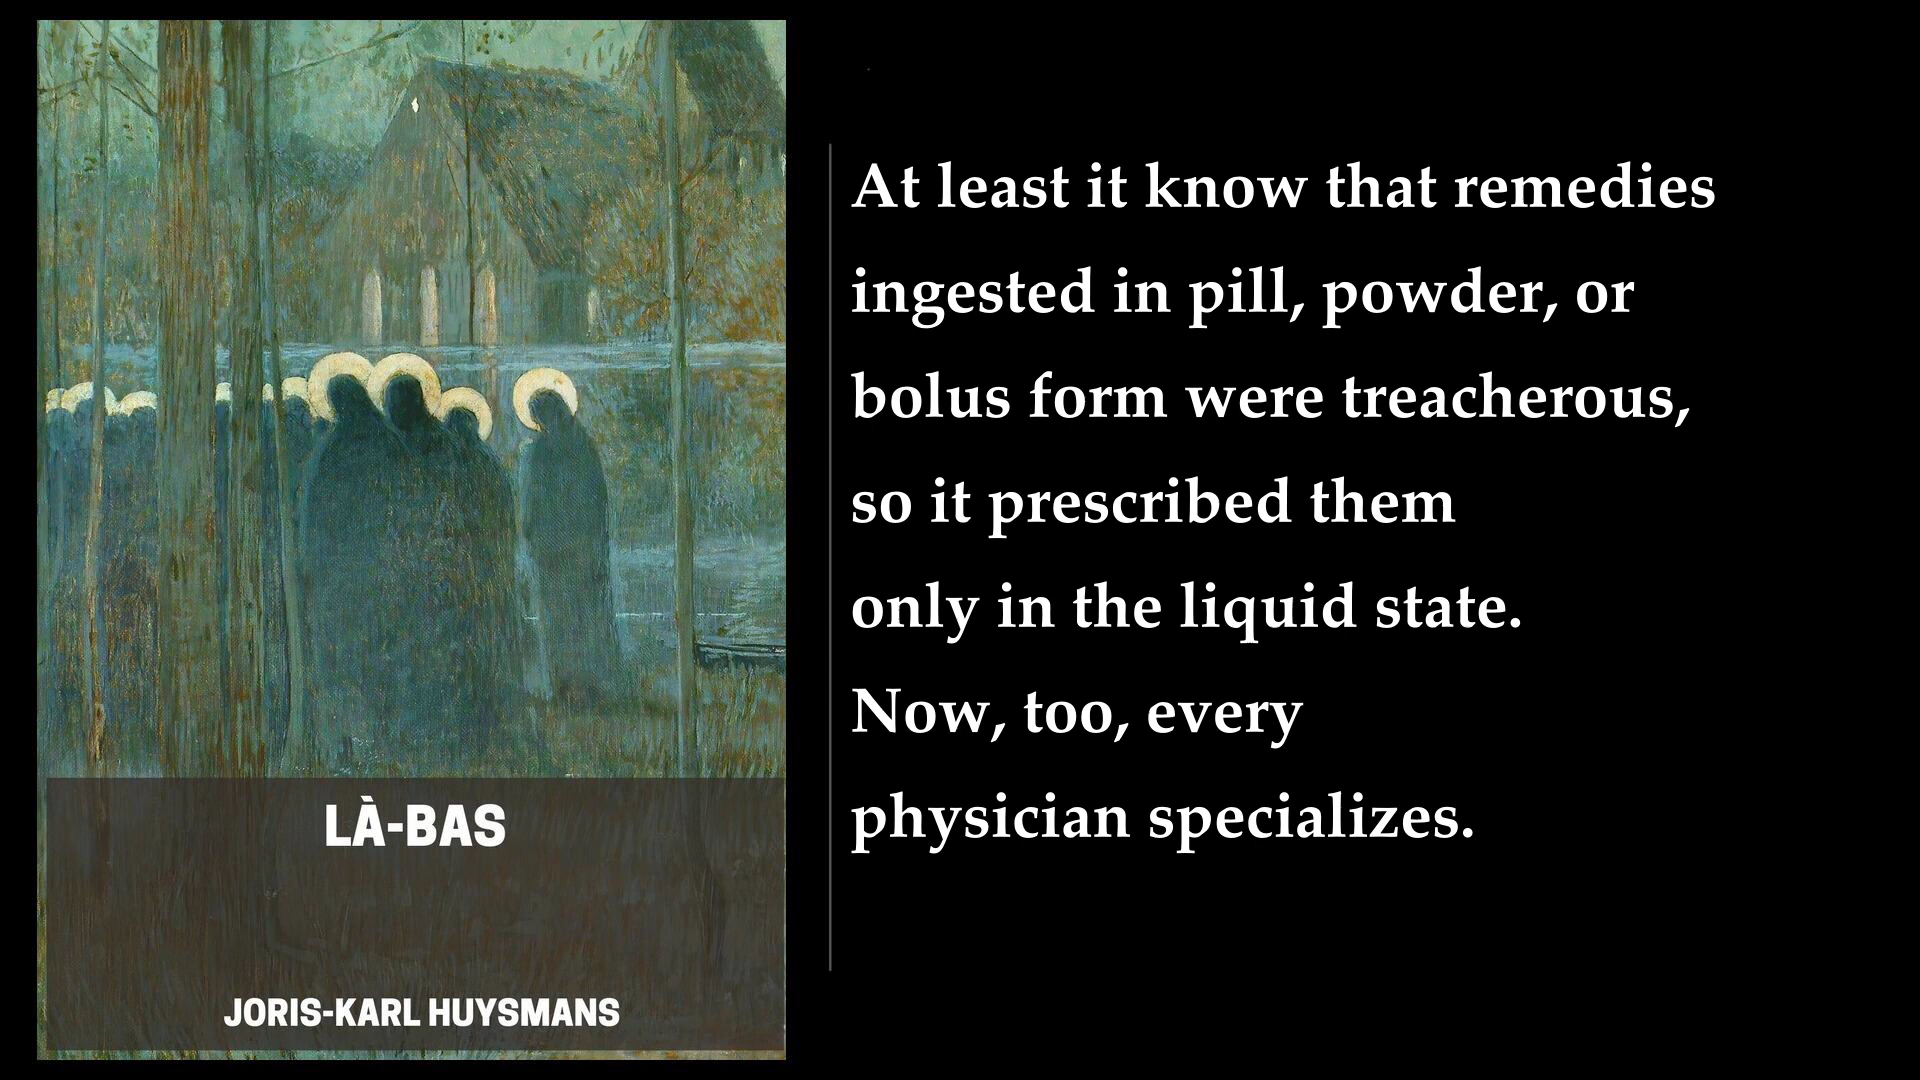 LÀ-BAS
JORIS-KARL HUYSMANS
At least it know that remedies
ingested in pill, powder, or
bolus form were treacherous,
so it prescribed them
only in the liquid state.
Now, too, every
physician specializes.